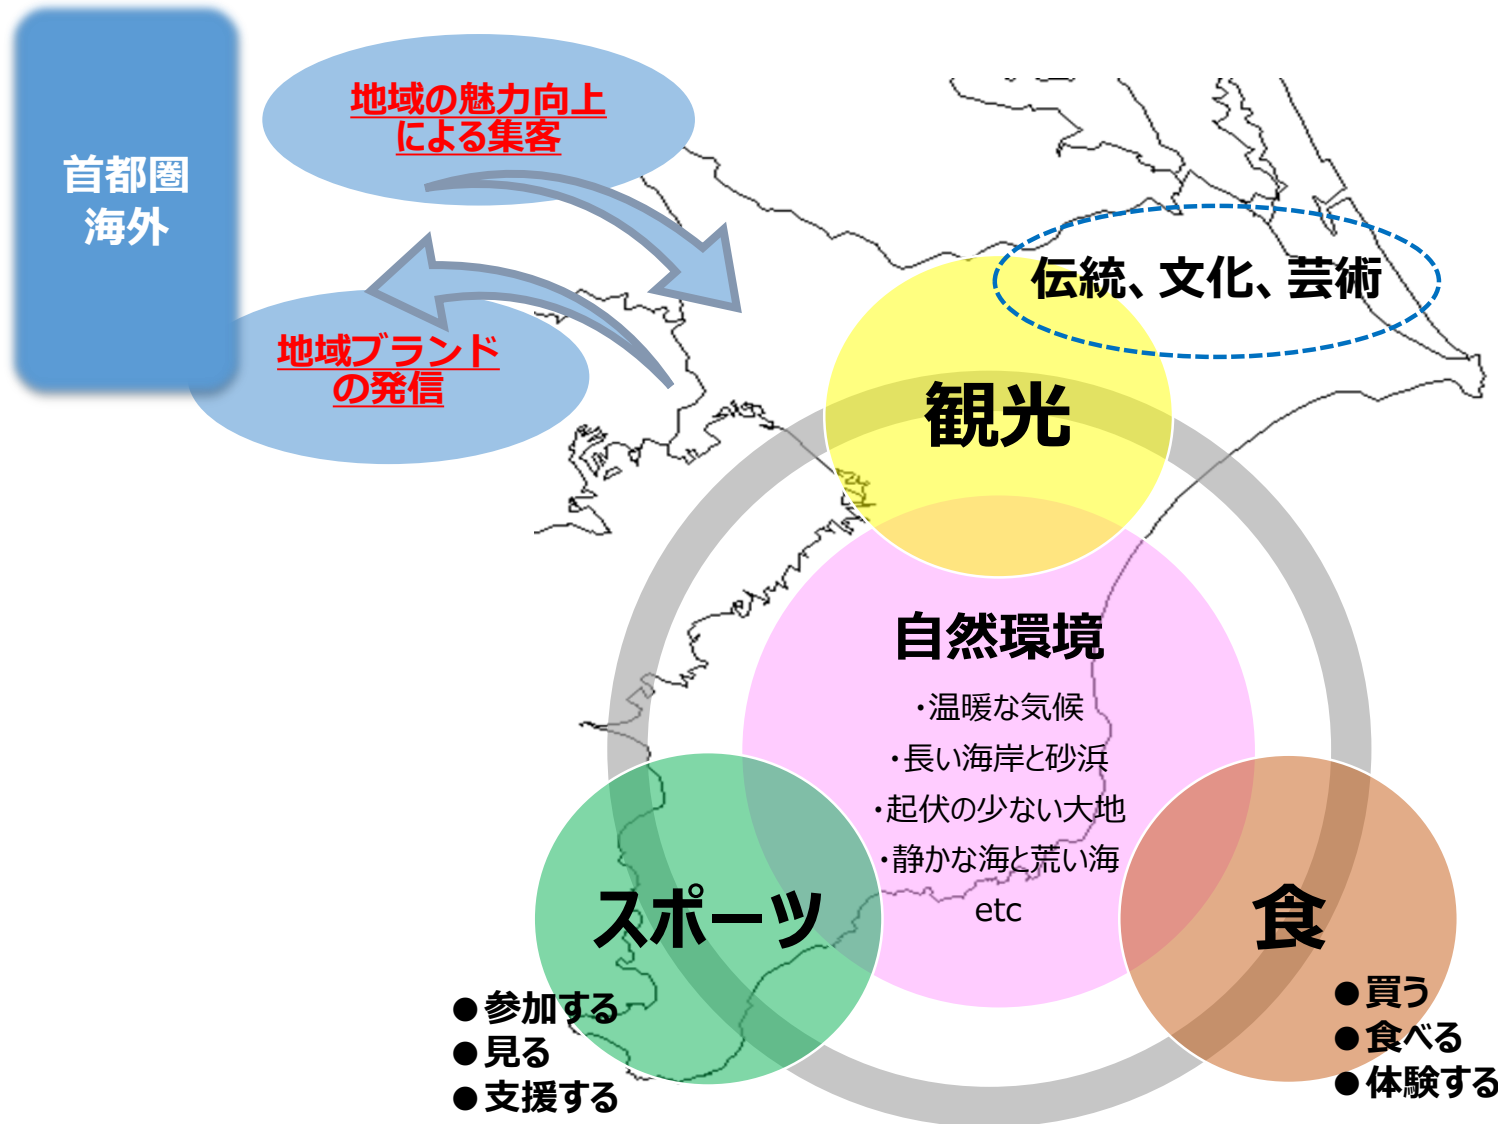 首都圏
海外
地域の魅力向上
による集客
地域ブランド
の発信
伝統、文化、芸術
観光
自然環境
・温暖な気候
・長い海岸と砂浜
・起伏の少ない大地
・静かな海と荒い海
etc
スポーツ
●参加する
●見る
●支援する
食
●買う
●食べる
●体験する